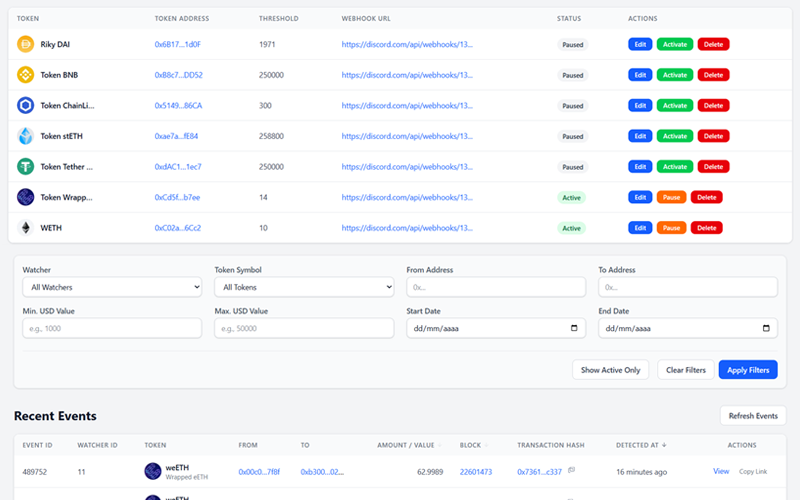 TOKEN TOKEN ADDRESS THRESHOLD WEBHOOK URL STATUS ACTIONS
Riky DAI 0x6B17...1d0F 1971 https://discord.com/api/webhooks/13... Paused Edit Activate Delete
Token BNB 0xB8c7...DD52 250000 https://discord.com/api/webhooks/13... Paused Edit Activate Delete
Token ChainLi... 0x5149...86CA 300 https://discord.com/api/webhooks/13... Paused Edit Activate Delete
Token stETH 0xae7a...fE84 258800 https://discord.com/api/webhooks/13... Paused Edit Activate Delete
Token Tether ... 0xdAC1...1ec7 250000 https://discord.com/api/webhooks/13... Paused Edit Activate Delete
Token Wrapp... 0xCd5f...b7ee 14 https://discord.com/api/webhooks/13... Active Edit Pause Delete
WETH 0xC02a...6Cc2 10 https://discord.com/api/webhooks/13... Active Edit Pause Delete
Watcher Token Symbol From Address To Address
All Watchers All Tokens 0x... 0x...
Min. USD Value Max. USD Value Start Date End Date
e.g., 1000 e.g., 50000 dd/mm/aaaa dd/mm/aaaa
Show Active Only Clear Filters Apply Filters
Recent Events Refresh Events
EVENT ID WATCHER ID TOKEN FROM TO AMOUNT / VALUE BLOCK TRANSACTION HASH DETECTED AT ↓ ACTIONS
489752 11 weETH 0x00c0...7f8f 0xb300...02... 62.9989 22601473 0x7361...c337 16 minutes ago View Copy Link
Wrapped eETH